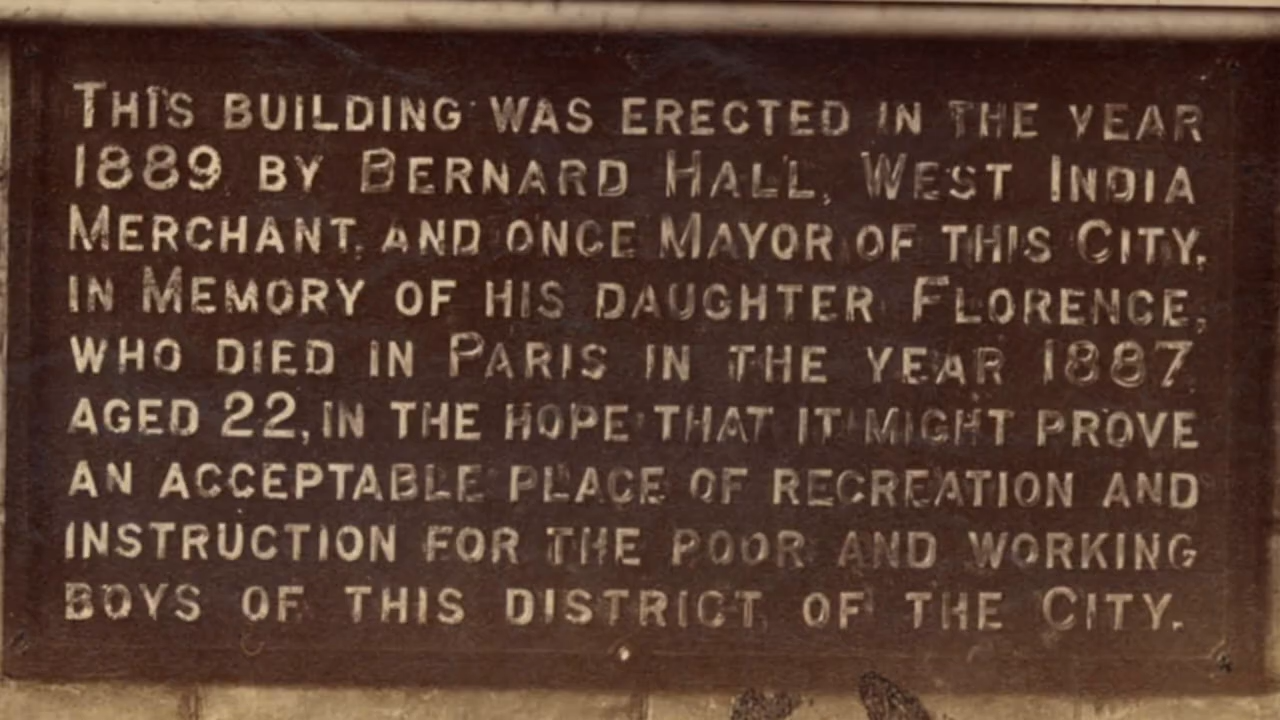 THIS BUILDING WAS ERECTED IN THE YEAR
1889 BY BERNARD HALL, WEST INDIA
MERCHANT, AND ONCE MAYOR OF THIS CITY,
IN MEMORY OF HIS DAUGHTER FLORENCE,
WHO DIED IN PARIS IN THE YEAR 1887
AGED 22, IN THE HOPE THAT IT MIGHT PROVE
AN ACCEPTABLE PLACE OF RECREATION AND
INSTRUCTION FOR THE POOR AND WORKING
BOYS OF THIS DISTRICT OF THE CITY.